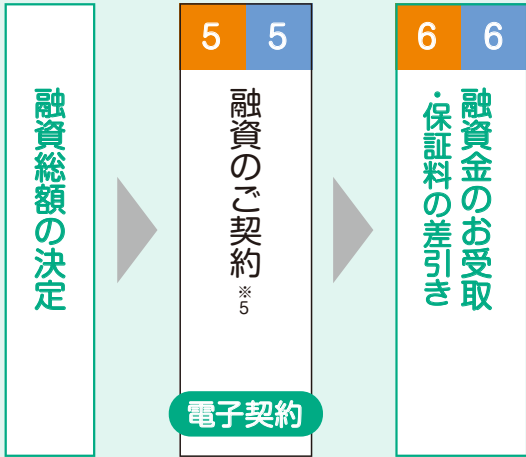 融資総額の決定
5 5
融資のご契約※5
電子契約
6 6
融資金のお受取
・保証料の差引き